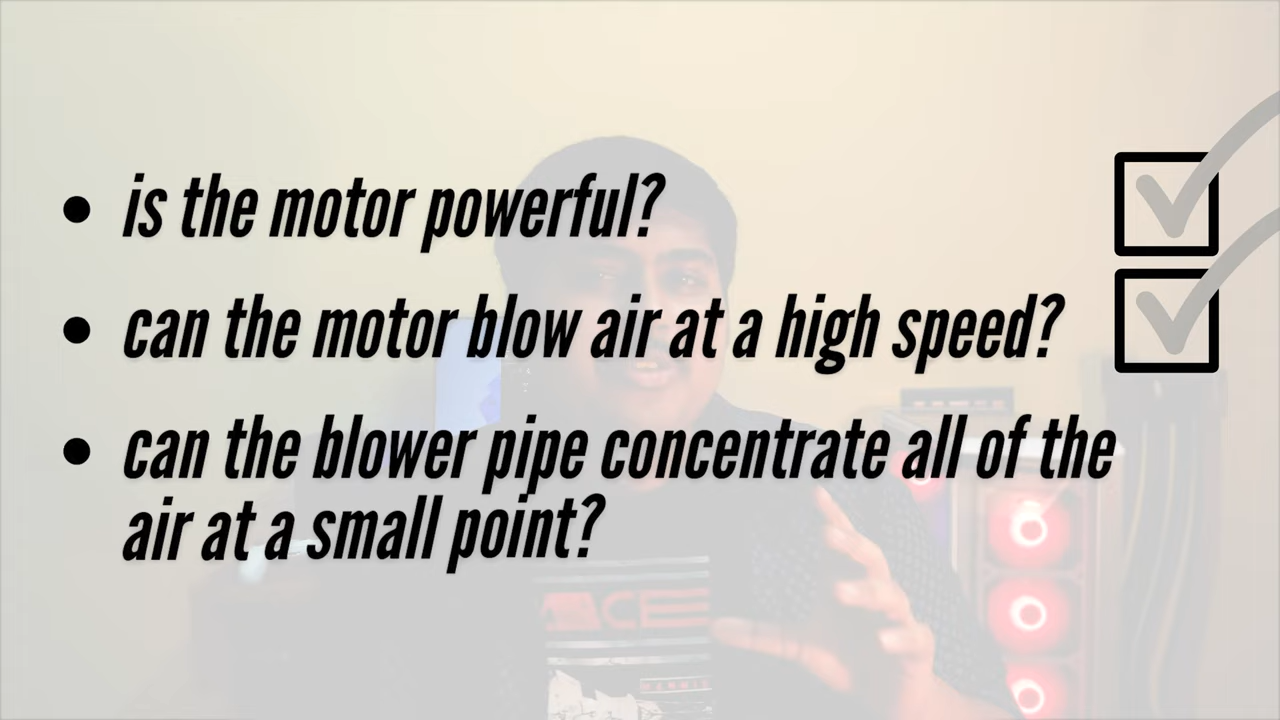 is the motor powerful?
can the motor blow air at a high speed?
can the blower pipe concentrate all of the
air at a small point?